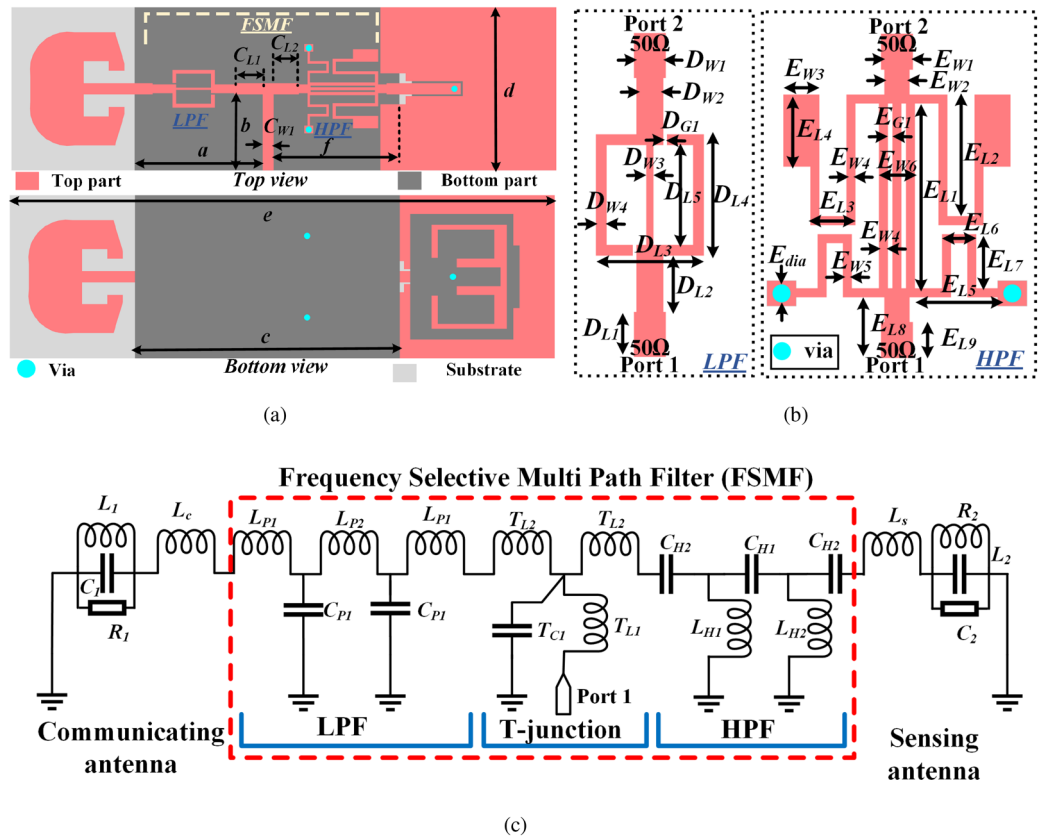 FSMF
C_L1
C_L2
LPF
b
C_W1
HPF
d
a
f
Top part
Top view
Bottom part
e
c
Via
Bottom view
Substrate
(a)
Port 2
50Ω
D_W1
D_W2
D_G1
D_W3
D_L5
D_L4
D_W4
D_L3
D_L2
D_L1
50Ω
Port 1
LPF
Port 2
50Ω
E_W1
E_W3
E_W2
E_G1
E_L4
E_W4
E_W6
E_L2
E_L1
E_L3
E_L6
E_W4
E_dia
E_W5
E_L7
E_L5
E_L8
E_L9
via
50Ω
Port 1
HPF
(b)
Frequency Selective Multi Path Filter (FSMF)
L_1
L_c
L_P1
L_P2
L_P1
T_L2
T_L2
C_H2
C_H1
C_H2
L_s
R_2
L_2
C_1
R_1
C_P1
C_P1
T_C1
T_L1
L_H1
L_H2
C_2
Port 1
Communicating
antenna
LPF
T-junction
HPF
Sensing
antenna
(c)